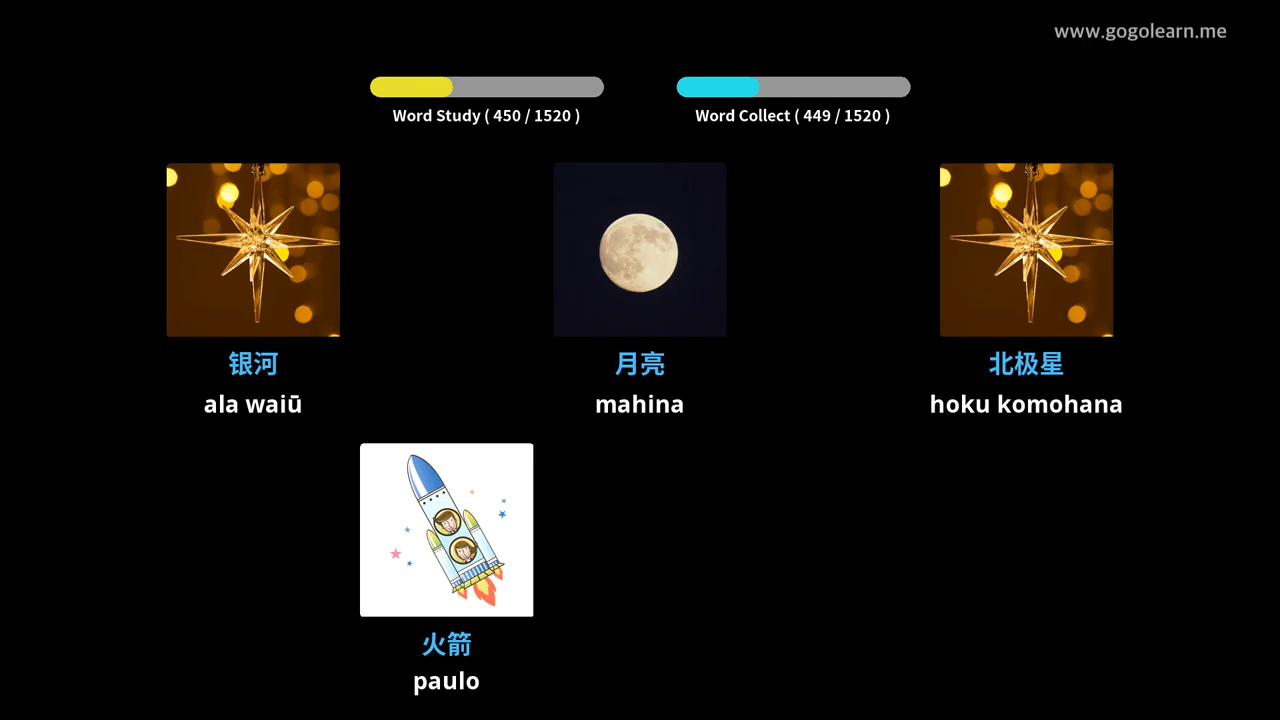 www.gogolearn.me
Word Study ( 450 / 1520 )
Word Collect ( 449 / 1520 )
银河
月亮
北极星
ala waiū
mahina
hoku komohana
火箭
paulo